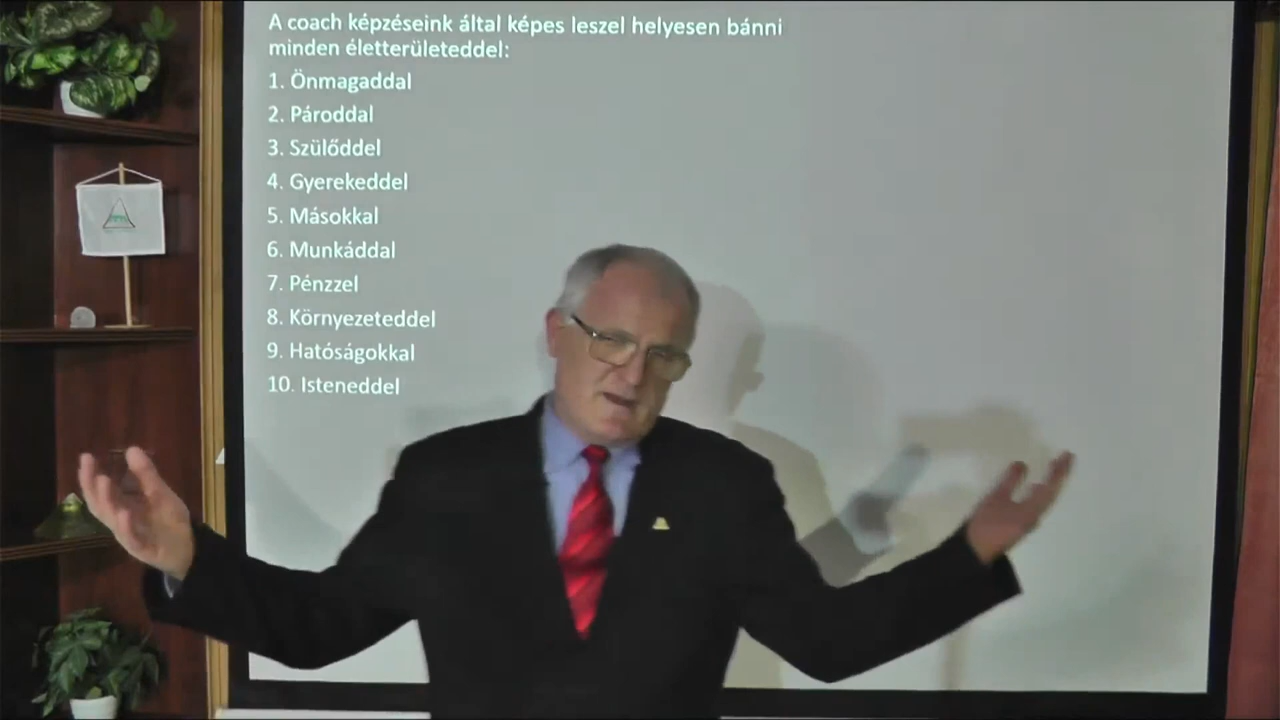 A coach képzéseink által képes leszel helyesen bánni
minden életterületeddel:
1. Önmagaddal
2. Pároddal
3. Szülőddel
4. Gyerekeddel
5. Másokkal
6. Munkáddal
7. Pénzzel
8. Környezeteddel
9. Hatóságokkal
10. Isteneddel